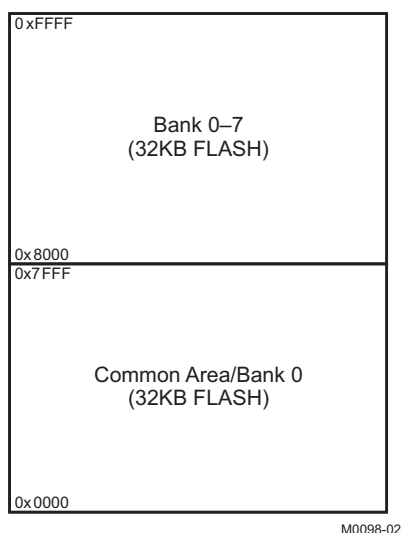 0xFFFF
Bank 0–7
(32KB FLASH)
0x8000
0x7FFF
Common Area/Bank 0
(32KB FLASH)
0x0000
M0098-02